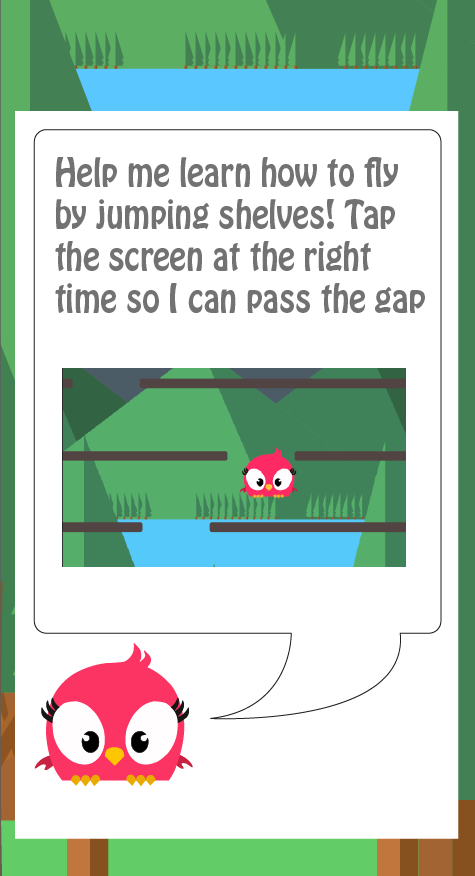 Help me learn how to fly
by jumping shelves! Tap
the screen at the right
time so I can pass the gap